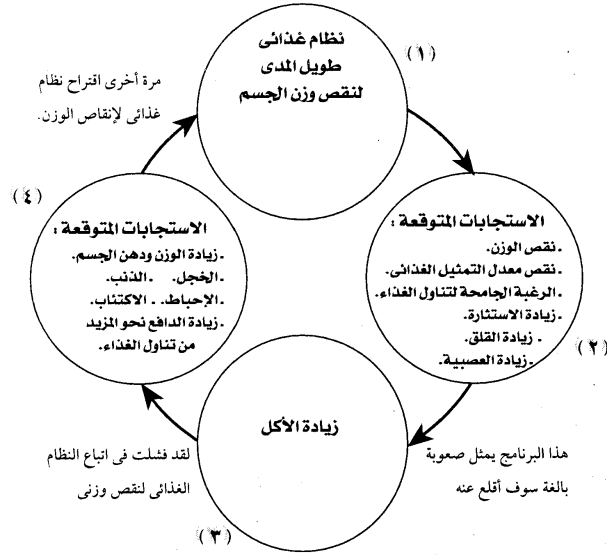 نظام غذائى
طويل المدى
لنقص وزن الجسم
(١)
الاستجابات المتوقعة :
ـ نقص الوزن.
ـ نقص معدل التمثيل الغذائى.
ـ الرغبة الجامحة لتناول الغذاء.
ـ زيادة الاستثارة.
ـ زيادة القلق.
ـ زيادة العصبية.
(٢)
هذا البرنامج يمثل صعوبة
بالغة سوف أقلع عنه
زيادة الأكل
(٣)
لقد فشلت فى اتباع النظام
الغذائى لنقص وزنى
(٤)
الاستجابات المتوقعة :
ـ زيادة الوزن ودهن الجسم.
ـ الخجل. ـ الذنب.
ـ الإحباط. ـ الاكتئاب.
ـ زيادة الدافع نحو المزيد
من تناول الغذاء.
مرة أخرى اقتراح نظام
غذائى لإنقاص الوزن.